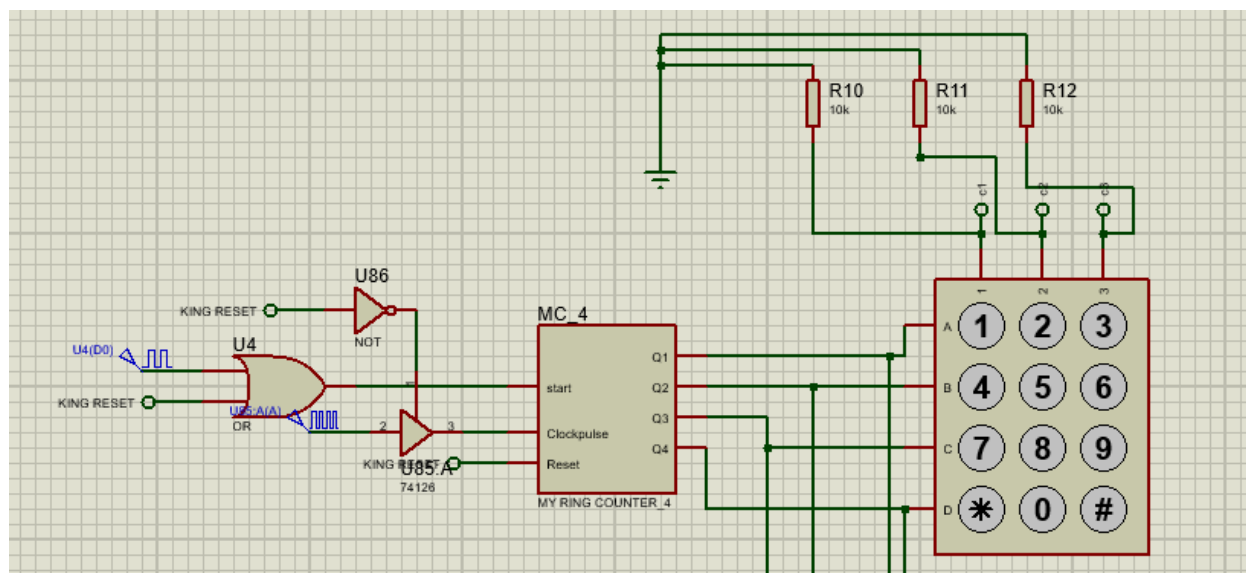 R10
10k
R11
10k
R12
10k
c1
c2
c3
U86
KING RESET
NOT
U4(D0)
U4
KING RESET
OR
U85:A(A)
1
2
3
KING RESET
U85:A
74126
MC_4
start
Clockpulse
Reset
Q1
Q2
Q3
Q4
MY RING COUNTER_4
1 2 3
A 1 2 3
B 4 5 6
C 7 8 9
D * 0 #